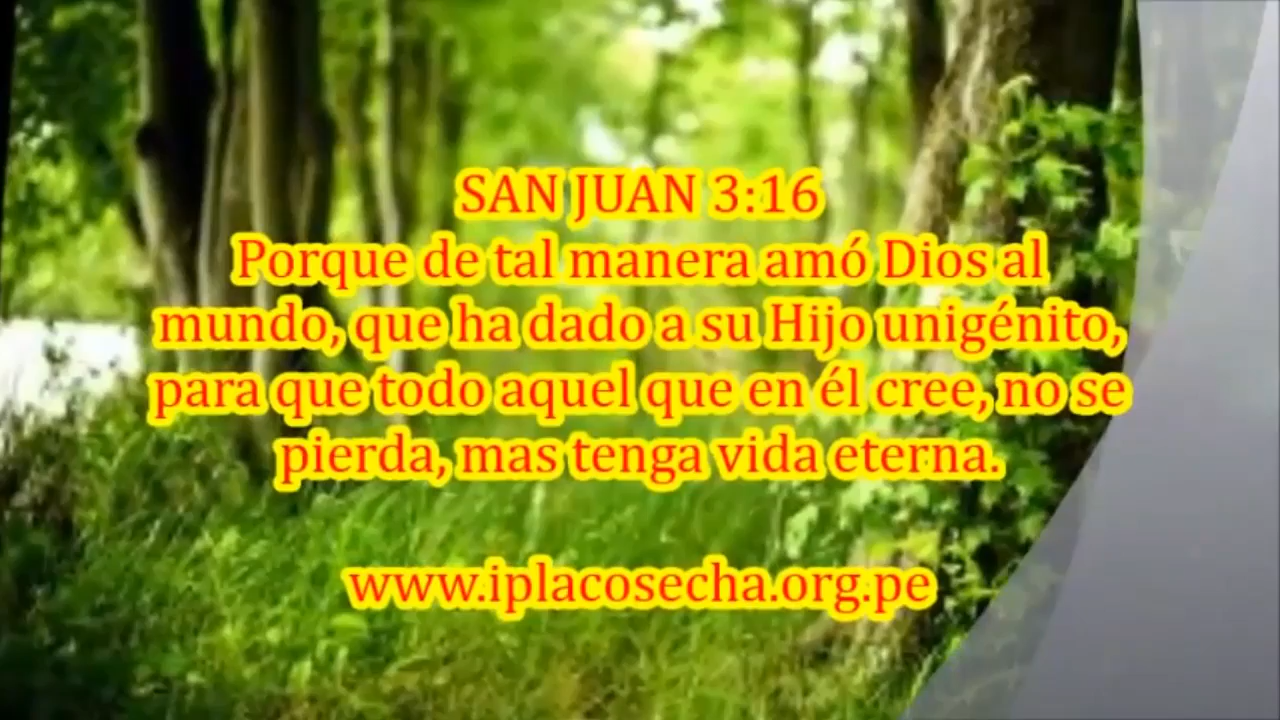 SAN JUAN 3:16
Porque de tal manera amó Dios al
mundo, que ha dado a su Hijo unigénito,
para que todo aquel que en él cree, no se
pierda, mas tenga vida eterna.
www.iplacosecha.org.pe